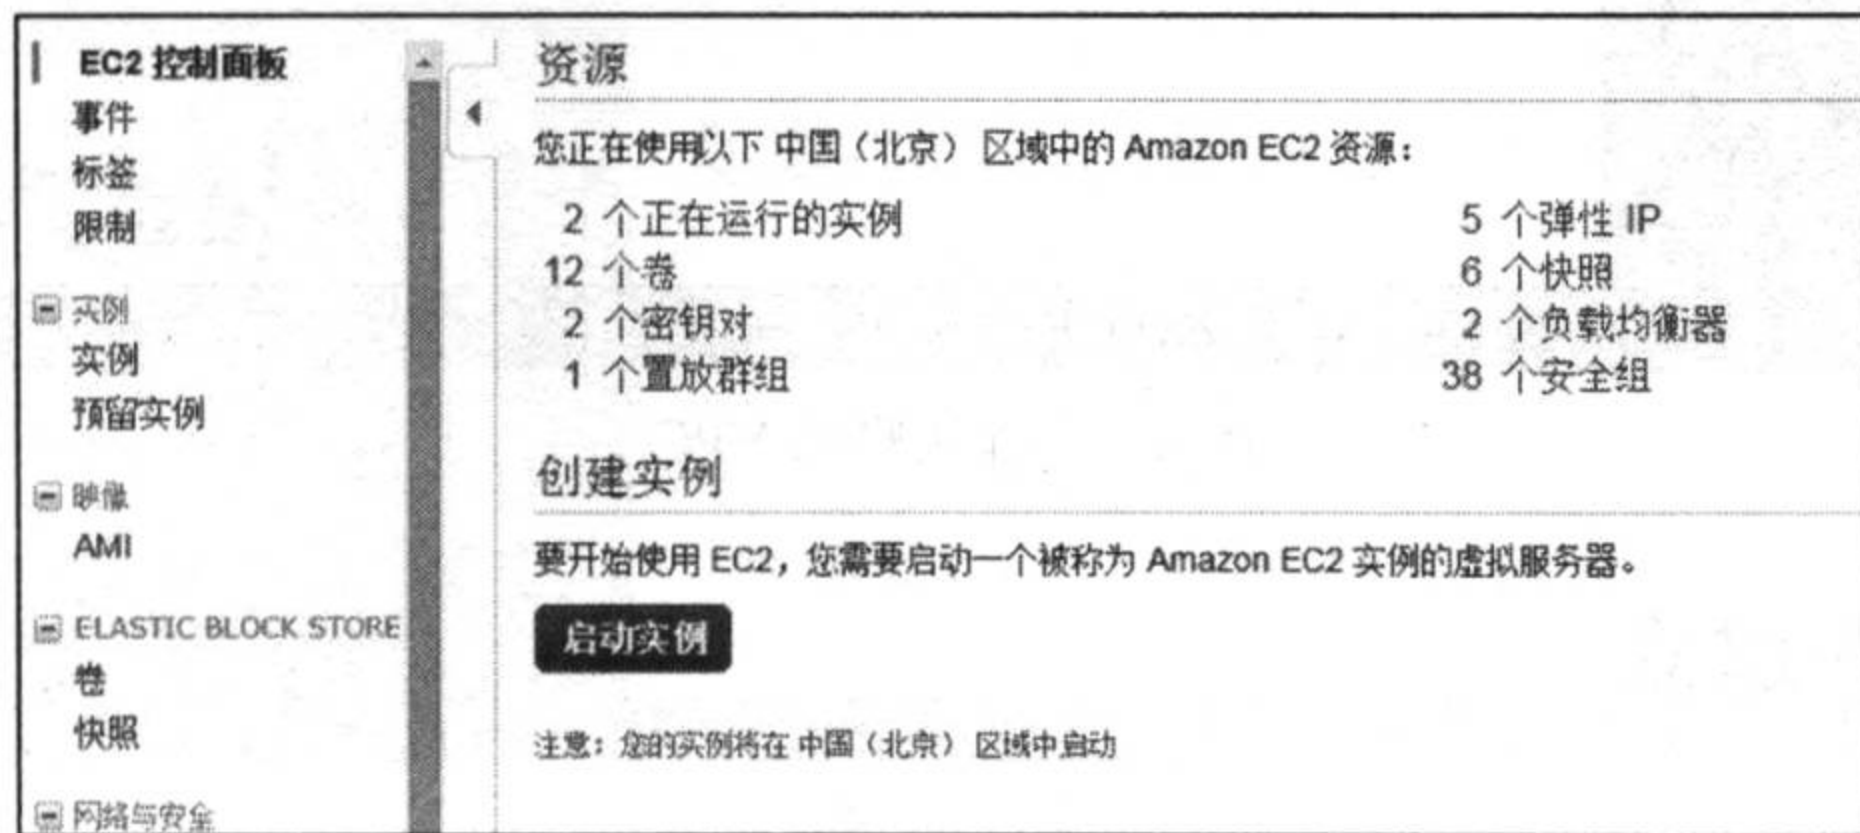 EC2 控制面板
事件
标签
限制
实例
实例
预留实例
映像
AMI
ELASTIC BLOCK STORE
卷
快照
网络与安全
资源
您正在使用以下 中国（北京） 区域中的 Amazon EC2 资源：
2 个正在运行的实例
5 个弹性 IP
12 个卷
6 个快照
2 个密钥对
2 个负载均衡器
1 个置放群组
38 个安全组
创建实例
要开始使用 EC2，您需要启动一个被称为 Amazon EC2 实例的虚拟服务器。
启动实例
注意：您的实例将在 中国（北京） 区域中启动